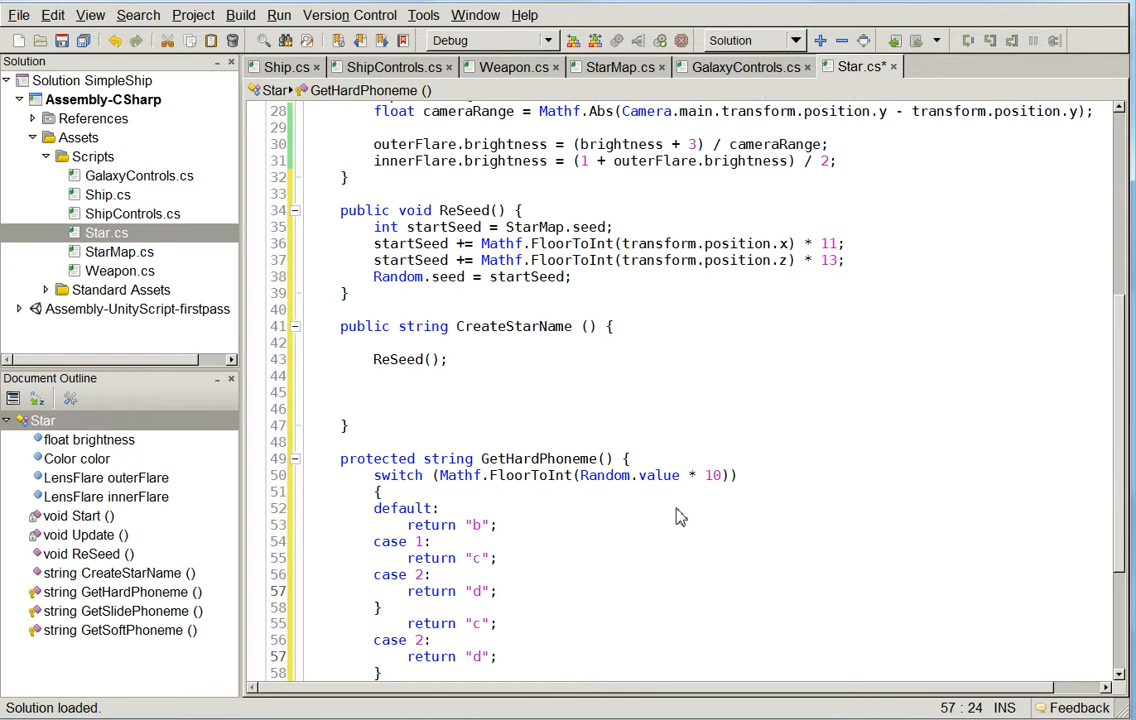 File Edit View Search Project Build Run Version Control Tools Window Help
Debug Solution
Solution
Solution SimpleShip
Assembly-CSharp
References
Assets
Scripts
GalaxyControls.cs
Ship.cs
ShipControls.cs
Star.cs
StarMap.cs
Weapon.cs
Standard Assets
Assembly-UnityScript-firstpass
Document Outline
Star
float brightness
Color color
LensFlare outerFlare
LensFlare innerFlare
void Start ()
void Update ()
void ReSeed ()
string CreateStarName ()
string GetHardPhoneme ()
string GetSlidePhoneme ()
string GetSoftPhoneme ()
Ship.cs × ShipControls.cs × Weapon.cs × StarMap.cs × GalaxyControls.cs × Star.cs* ×
Star GetHardPhoneme ()
28 float cameraRange = Mathf.Abs(Camera.main.transform.position.y - transform.position.y);
29
30 outerFlare.brightness = (brightness + 3) / cameraRange;
31 innerFlare.brightness = (1 + outerFlare.brightness) / 2;
32 }
33
34 public void ReSeed() {
35 int startSeed = StarMap.seed;
36 startSeed += Mathf.FloorToInt(transform.position.x) * 11;
37 startSeed += Mathf.FloorToInt(transform.position.z) * 13;
38 Random.seed = startSeed;
39 }
40
41 public string CreateStarName () {
42
43 ReSeed();
44
45
46
47 }
48
49 protected string GetHardPhoneme() {
50 switch (Mathf.FloorToInt(Random.value * 10))
51 {
52 default:
53 return "b";
54 case 1:
55 return "c";
56 case 2:
57 return "d";
58 }
55 return "c";
56 case 2:
57 return "d";
58 }
Solution loaded. 57 : 24 INS Feedback